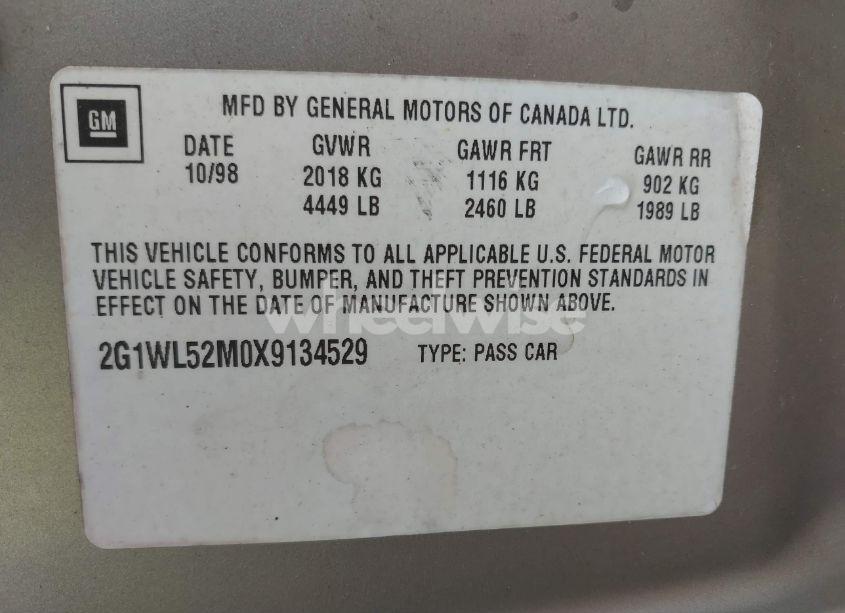 GM
MFD BY GENERAL MOTORS OF CANADA LTD.
DATE GVWR GAWR FRT GAWR RR
10/98 2018 KG 1116 KG 902 KG
4449 LB 2460 LB 1989 LB
THIS VEHICLE CONFORMS TO ALL APPLICABLE U.S. FEDERAL MOTOR
VEHICLE SAFETY, BUMPER, AND THEFT PREVENTION STANDARDS IN
EFFECT ON THE DATE OF MANUFACTURE SHOWN ABOVE.
wheelwise
2G1WL52M0X9134529 TYPE: PASS CAR